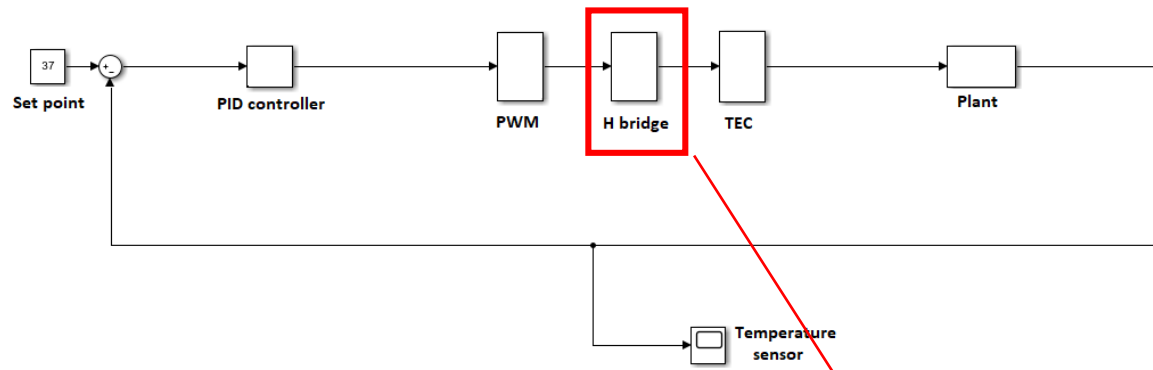 37
+
-
Set point
PID controller
PWM
H bridge
TEC
Plant
Temperature
sensor